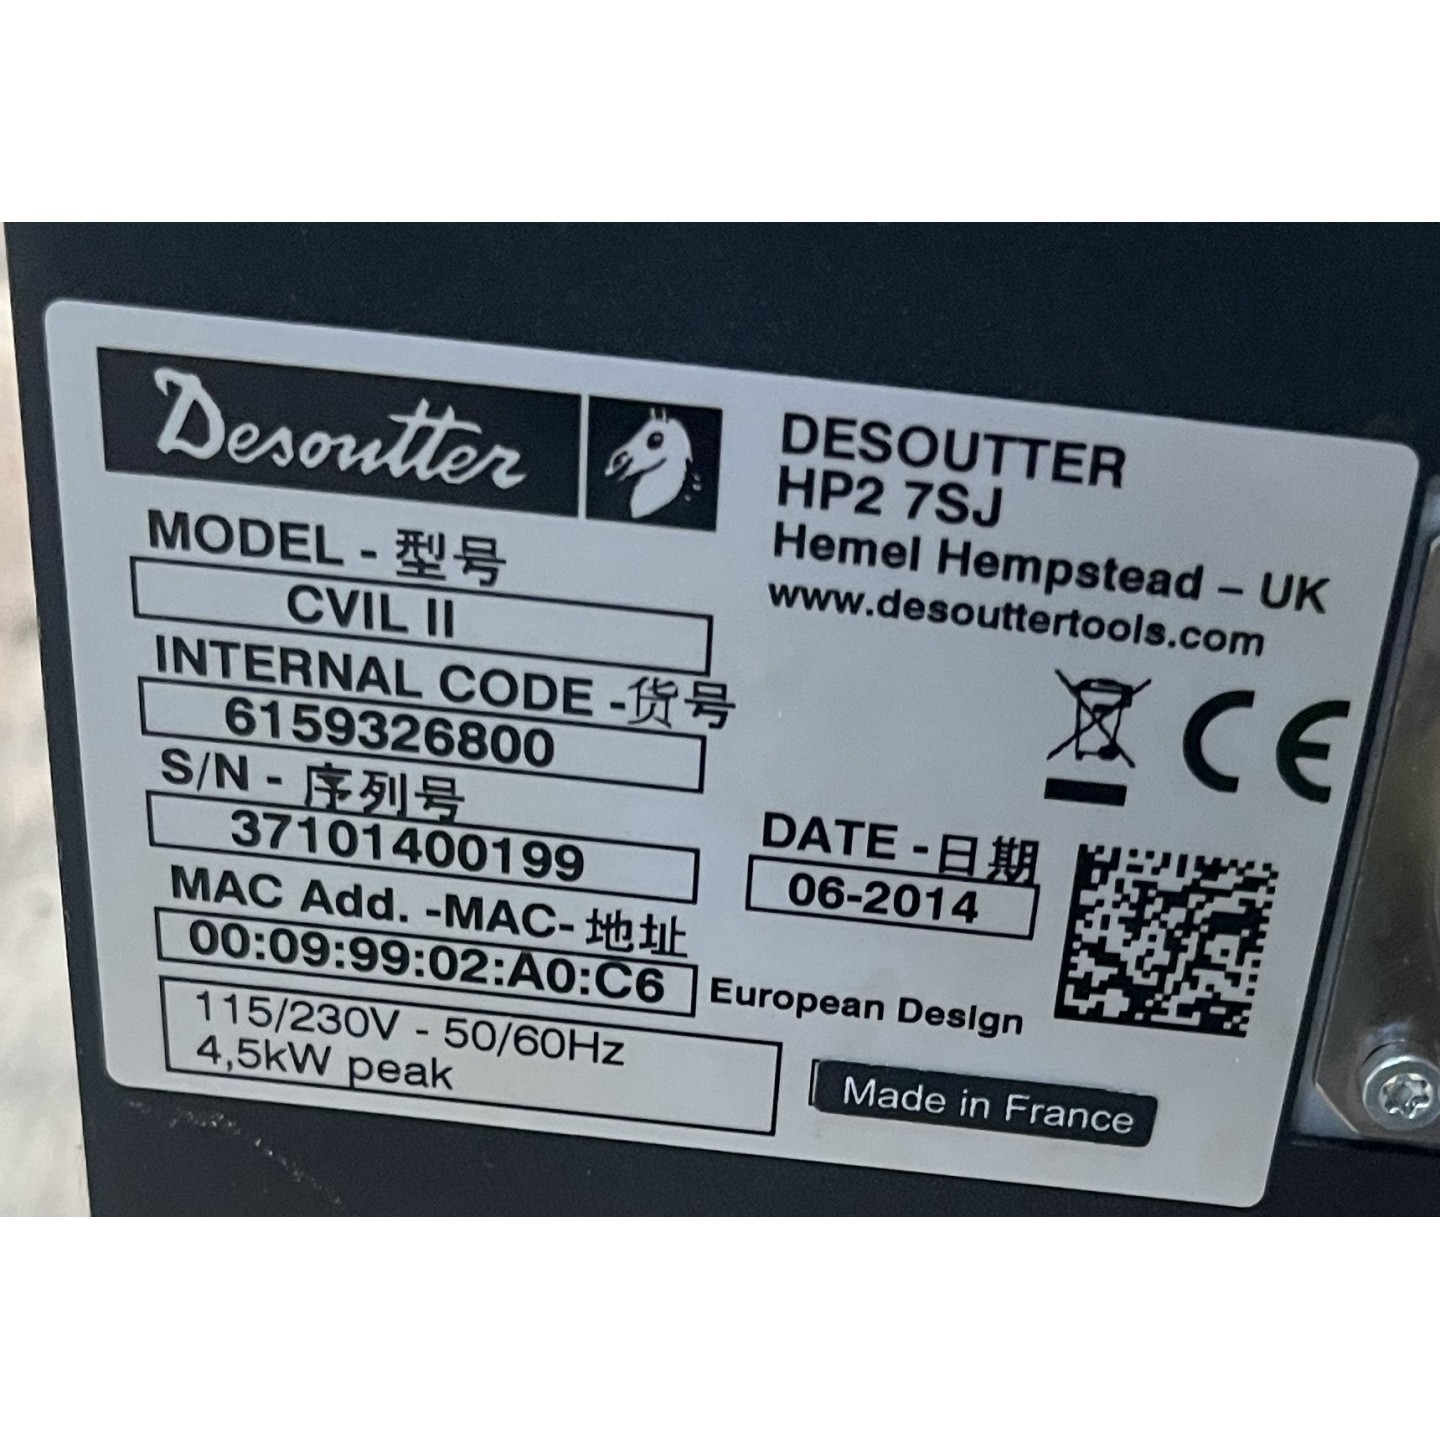 Desoutter
MODEL - 型号
CVIL II
INTERNAL CODE -货号
6159326800
S/N - 序列号
37101400199
MAC Add. -MAC- 地址
00:09:99:02:A0:C6
115/230V - 50/60Hz
4,5kW peak
DESOUTTER
HP2 7SJ
Hemel Hempstead – UK
www.desouttertools.com
CE
DATE -日期
06-2014
European Design
Made in France